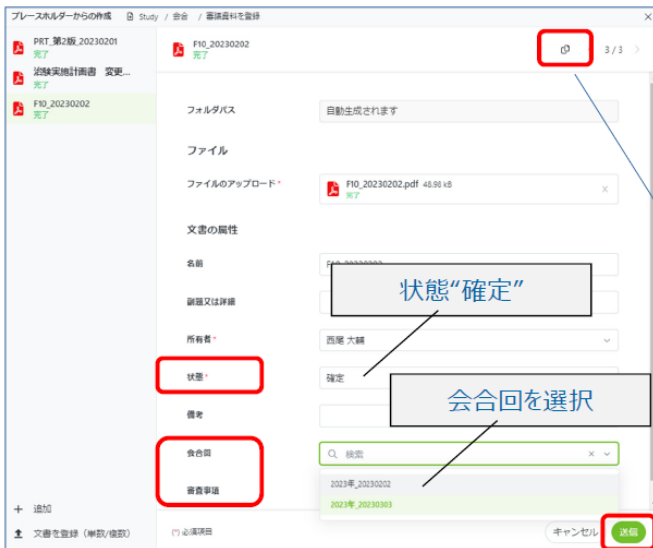 プレースホルダーからの作成 Study / 会合 / 審議資料を登録 ×
PRT_第2版_20230201
完了
治験実施計画書 変更...
完了
F10_20230202
完了
+ 追加
文書を登録 (単数/複数)
F10_20230202
完了
3 / 3 >
フォルダパス 自動生成されます
ファイル
ファイルのアップロード* F10_20230202.pdf 48.98 kB ×
完了
文書の属性
名前
状態“確定”
副題又は詳細
所有者* 西尾 大輔
状態* 確定
会合回を選択
備考
会合回 検索 ×
2023年_20230202
審査事項
2023年_20230303
(*) 必須項目 キャンセル 送信